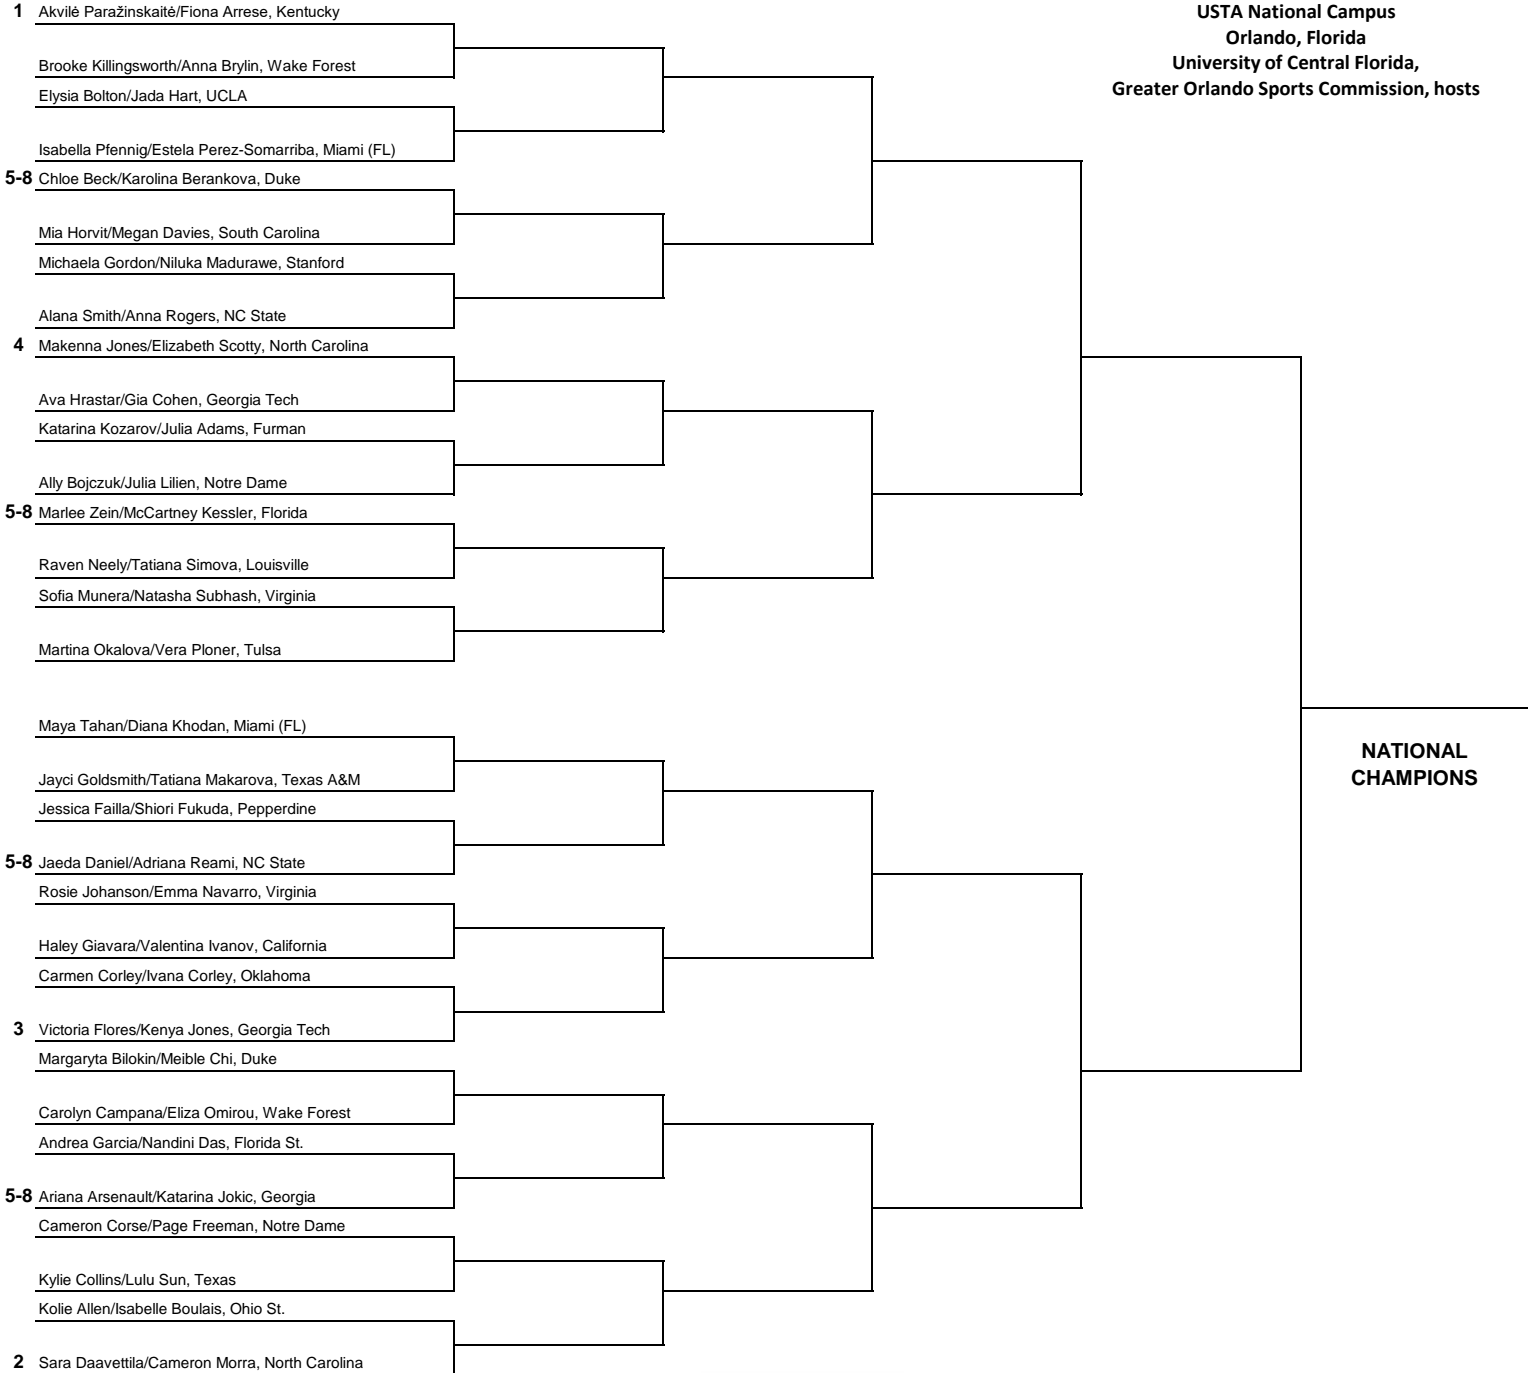 1 Akvilė Paražinskaitė/Fiona Arrese, Kentucky
USTA National Campus
Orlando, Florida
University of Central Florida,
Greater Orlando Sports Commission, hosts
Brooke Killingsworth/Anna Brylin, Wake Forest
Elysia Bolton/Jada Hart, UCLA
Isabella Pfennig/Estela Perez-Somarriba, Miami (FL)
5-8 Chloe Beck/Karolina Berankova, Duke
Mia Horvit/Megan Davies, South Carolina
Michaela Gordon/Niluka Madurawe, Stanford
Alana Smith/Anna Rogers, NC State
4 Makenna Jones/Elizabeth Scotty, North Carolina
Ava Hrastar/Gia Cohen, Georgia Tech
Katarina Kozarov/Julia Adams, Furman
Ally Bojczuk/Julia Lilien, Notre Dame
5-8 Marlee Zein/McCartney Kessler, Florida
Raven Neely/Tatiana Simova, Louisville
Sofia Munera/Natasha Subhash, Virginia
Martina Okalova/Vera Ploner, Tulsa
Maya Tahan/Diana Khodan, Miami (FL)
Jayci Goldsmith/Tatiana Makarova, Texas A&M
Jessica Failla/Shiori Fukuda, Pepperdine
5-8 Jaeda Daniel/Adriana Reami, NC State
Rosie Johanson/Emma Navarro, Virginia
Haley Giavara/Valentina Ivanov, California
Carmen Corley/Ivana Corley, Oklahoma
3 Victoria Flores/Kenya Jones, Georgia Tech
Margaryta Bilokin/Meible Chi, Duke
Carolyn Campana/Eliza Omirou, Wake Forest
Andrea Garcia/Nandini Das, Florida St.
5-8 Ariana Arsenault/Katarina Jokic, Georgia
Cameron Corse/Page Freeman, Notre Dame
Kylie Collins/Lulu Sun, Texas
Kolie Allen/Isabelle Boulais, Ohio St.
2 Sara Daavettila/Cameron Morra, North Carolina
NATIONAL
CHAMPIONS